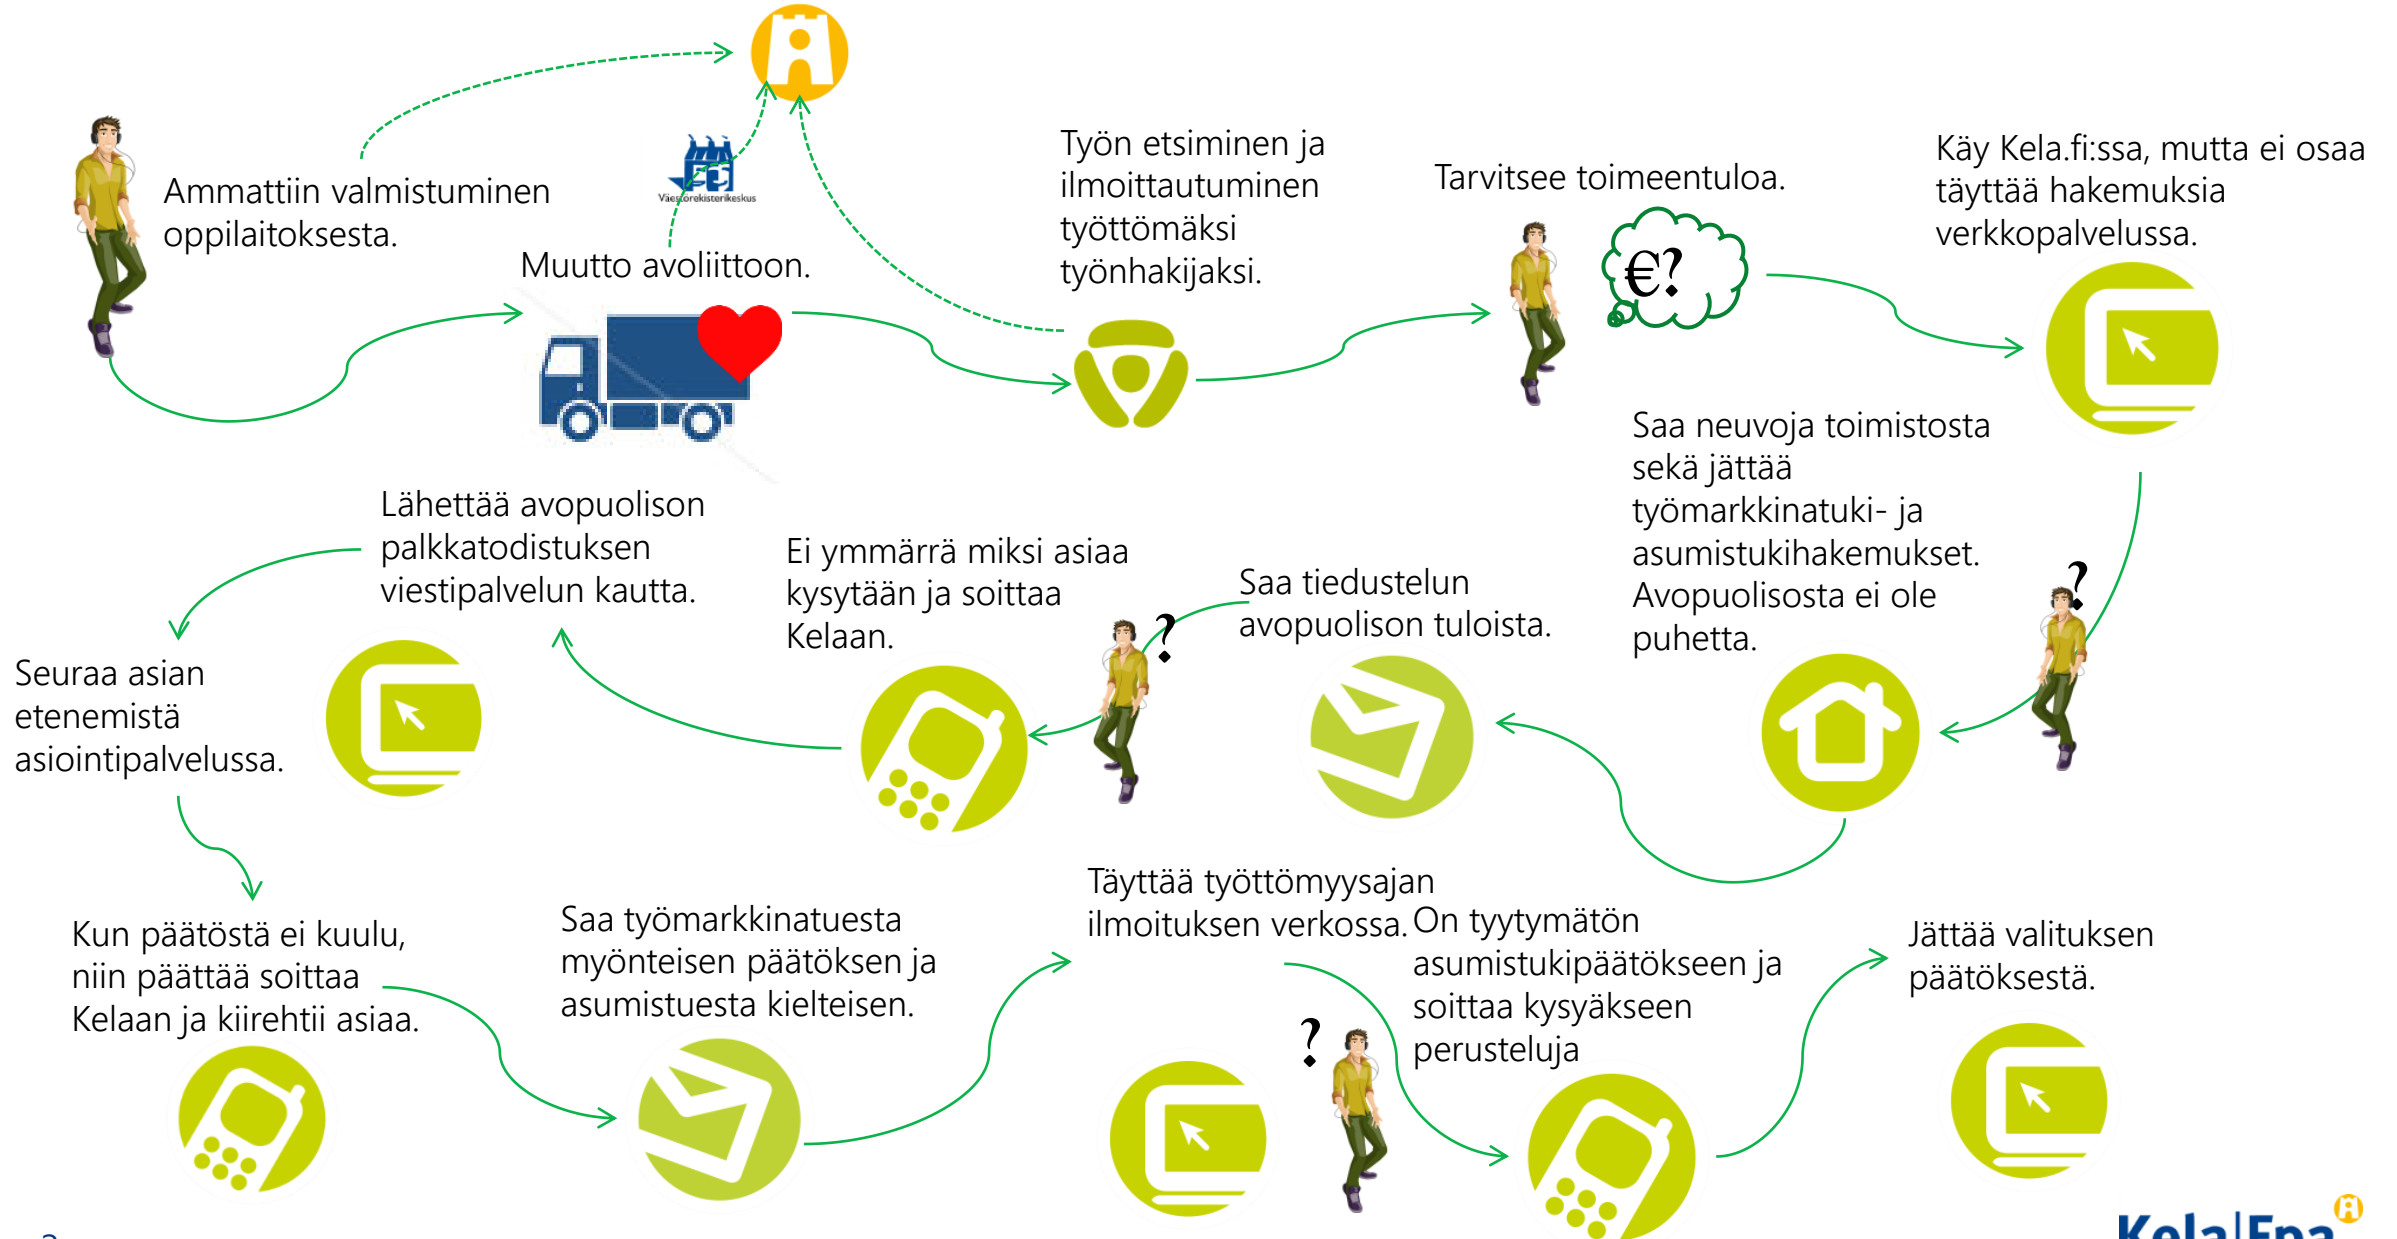 Ammattiin valmistuminen
oppilaitoksesta.
Väestörekisterikeskus
Muutto avoliittoon.
Työn etsiminen ja
ilmoittautuminen
työttömäksi
työnhakijaksi.
Tarvitsee toimeentuloa.
€?
Käy Kela.fi:ssa, mutta ei osaa
täyttää hakemuksia
verkkopalvelussa.
Saa neuvoja toimistosta
sekä jättää
työmarkkinatuki- ja
asumistukihakemukset.
Avopuolisosta ei ole
puhetta.
?
Saa tiedustelun
avopuolison tuloista.
?
Ei ymmärrä miksi asiaa
kysytään ja soittaa
Kelaan.
Lähettää avopuolison
palkkatodistuksen
viestipalvelun kautta.
Seuraa asian
etenemistä
asiointipalvelussa.
Kun päätöstä ei kuulu,
niin päättää soittaa
Kelaan ja kiirehtii asiaa.
Saa työmarkkinatuesta
myönteisen päätöksen ja
asumistuesta kielteisen.
Täyttää työttömyysajan
ilmoituksen verkossa.
?
On tyytymätön
asumistukipäätökseen ja
soittaa kysyäkseen
perusteluja
Jättää valituksen
päätöksestä.
Kela|Fpa